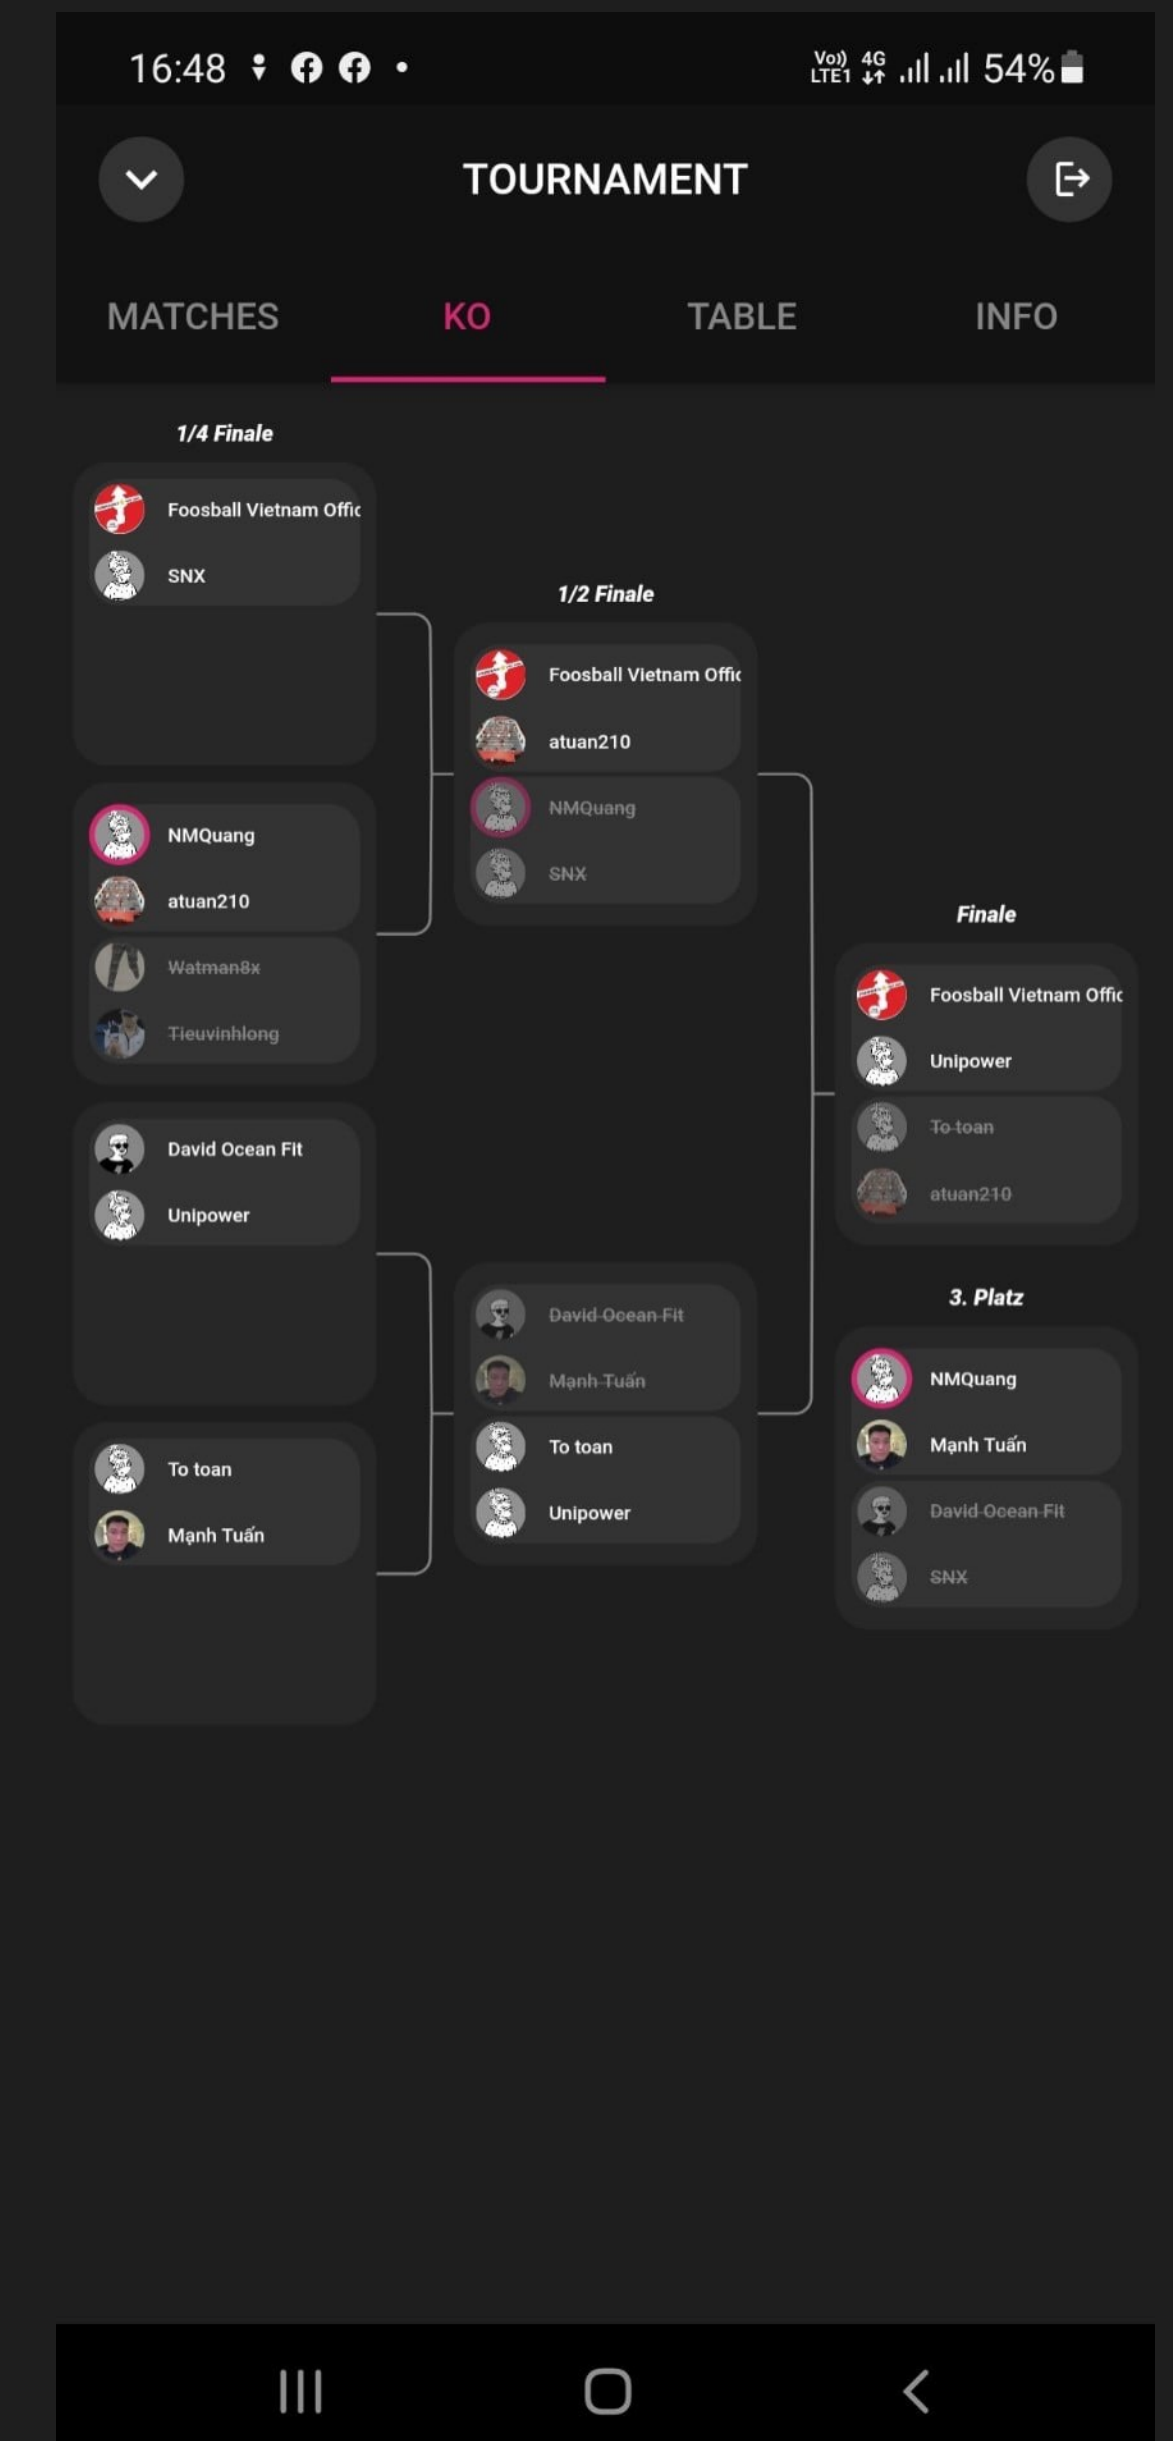 16:48
Vo)) 4G
LTE1
54%
TOURNAMENT
MATCHES
KO
TABLE
INFO
1/4 Finale
Foosball Vietnam Offic
SNX
NMQuang
atuan210
Watman8x
Tieuvinhlong
David Ocean Fit
Unipower
To toan
Mạnh Tuấn
1/2 Finale
Foosball Vietnam Offic
atuan210
NMQuang
SNX
David Ocean Fit
Mạnh Tuấn
To toan
Unipower
Finale
Foosball Vietnam Offic
Unipower
To toan
atuan210
3. Platz
NMQuang
Mạnh Tuấn
David Ocean Fit
SNX